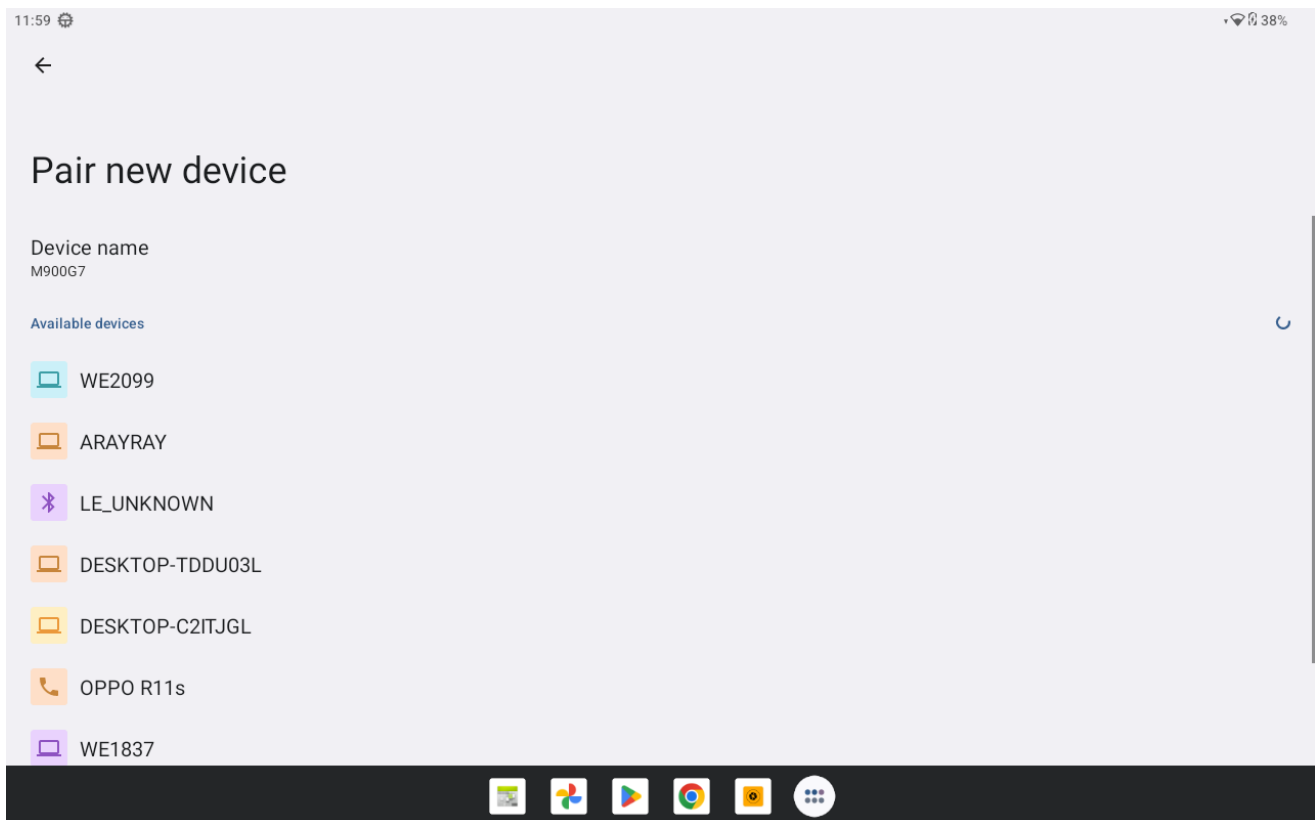 11:59
38%
Pair new device
Device name
M900G7
Available devices
WE2099
ARAYRAY
LE_UNKNOWN
DESKTOP-TDDU03L
DESKTOP-C2ITJGL
OPPO R11s
WE1837